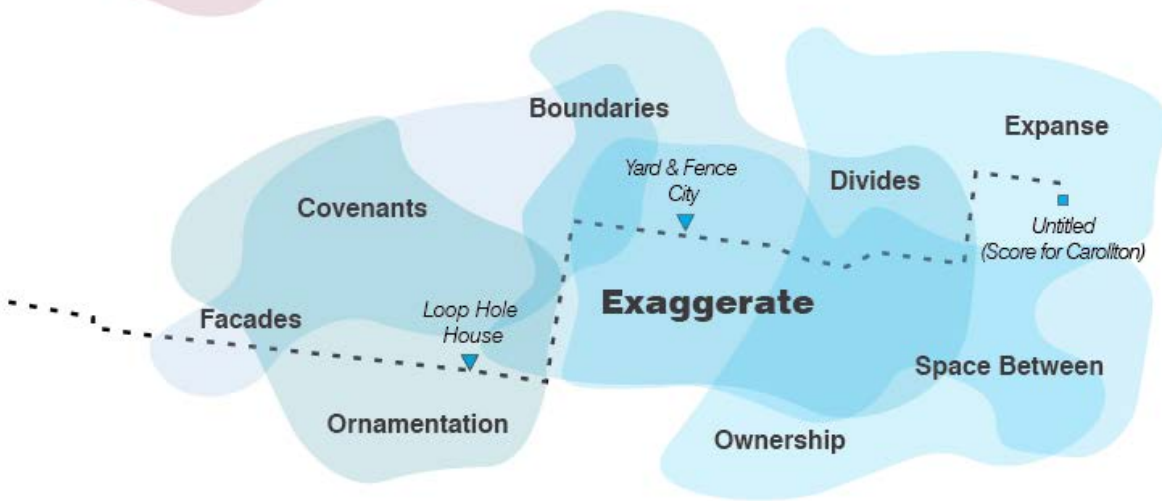 Boundaries
Expanse
Yard & Fence
City
Divides
Covenants
Untitled
(Score for Carollton)
Exaggerate
Loop Hole
House
Facades
Space Between
Ornamentation
Ownership